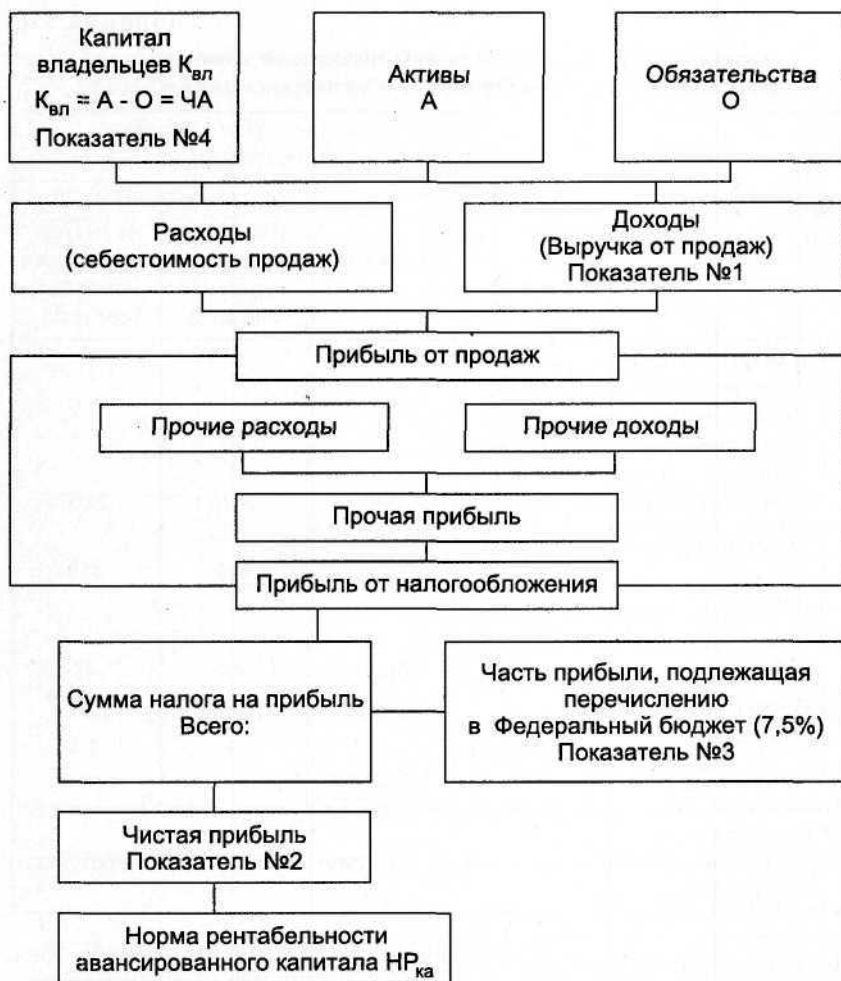 Капитал
владельцев Kвл
Kвл = А - О = ЧА
Показатель №4
Активы
А
Обязательства
О
Расходы
(себестоимость продаж)
Доходы
(Выручка от продаж)
Показатель №1
Прибыль от продаж
Прочие расходы
Прочие доходы
Прочая прибыль
Прибыль от налогообложения
Сумма налога на прибыль
Всего:
Часть прибыли, подлежащая
перечислению
в Федеральный бюджет (7,5%)
Показатель №3
Чистая прибыль
Показатель №2
Норма рентабельности
авансированного капитала НРка